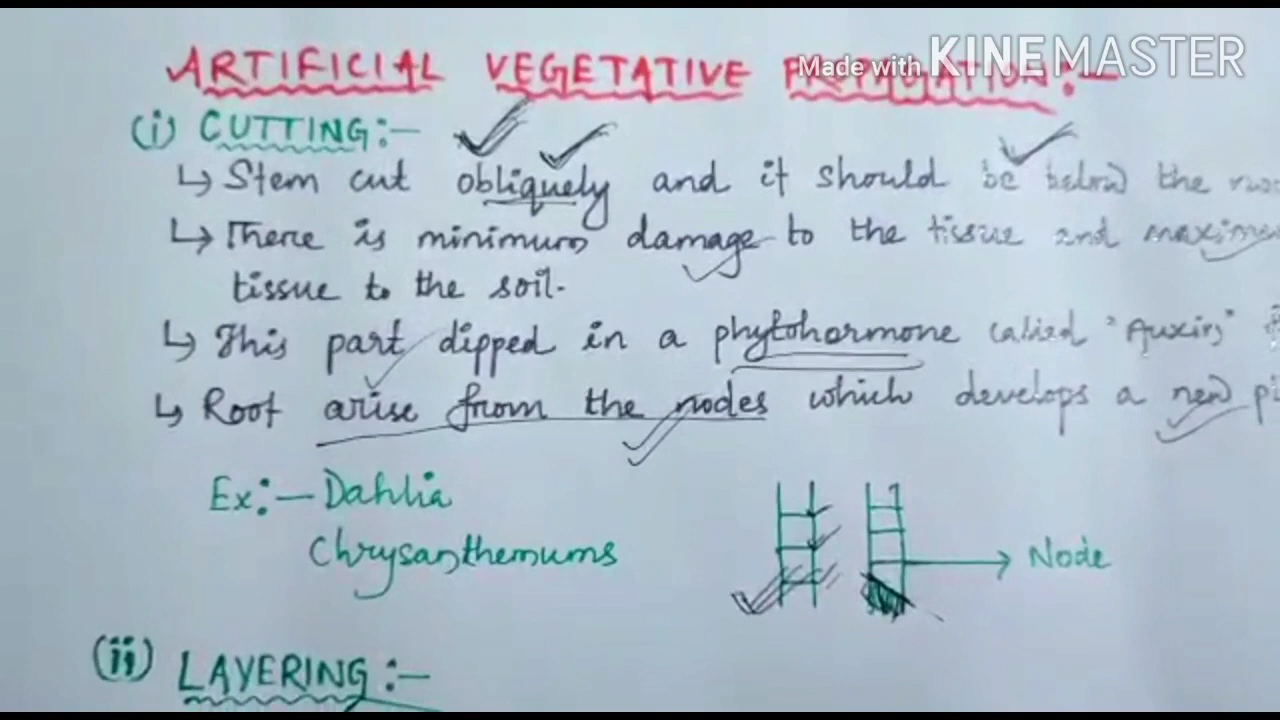 ARTIFICIAL VEGETATIVE :-
Made with KINEMASTER
(i) CUTTING:-
↳ Stem cut obliquely and it should be below the
↳ There is minimum damage to the tissue and
tissue to the soil.
↳ This part dipped in a phytohormone called "Auxin"
↳ Root arise from the nodes which develops a new
Ex:- Dahlia
Chrysanthemums
Node
(ii) LAYERING:-